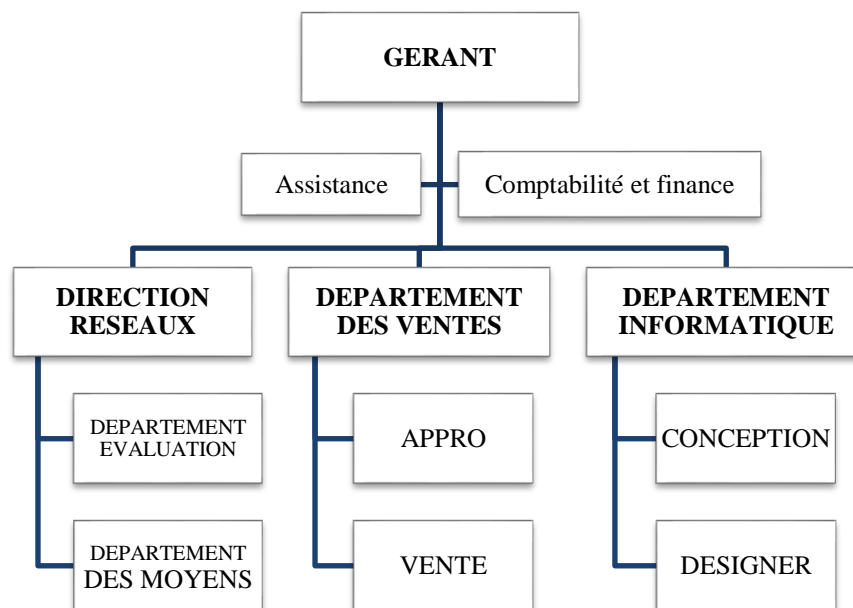 GERANT
Assistance
Comptabilité et finance
DIRECTION
RESEAUX
DEPARTEMENT
DES VENTES
DEPARTEMENT
INFORMATIQUE
DEPARTEMENT
EVALUATION
APPRO
CONCEPTION
DEPARTEMENT
DES MOYENS
VENTE
DESIGNER